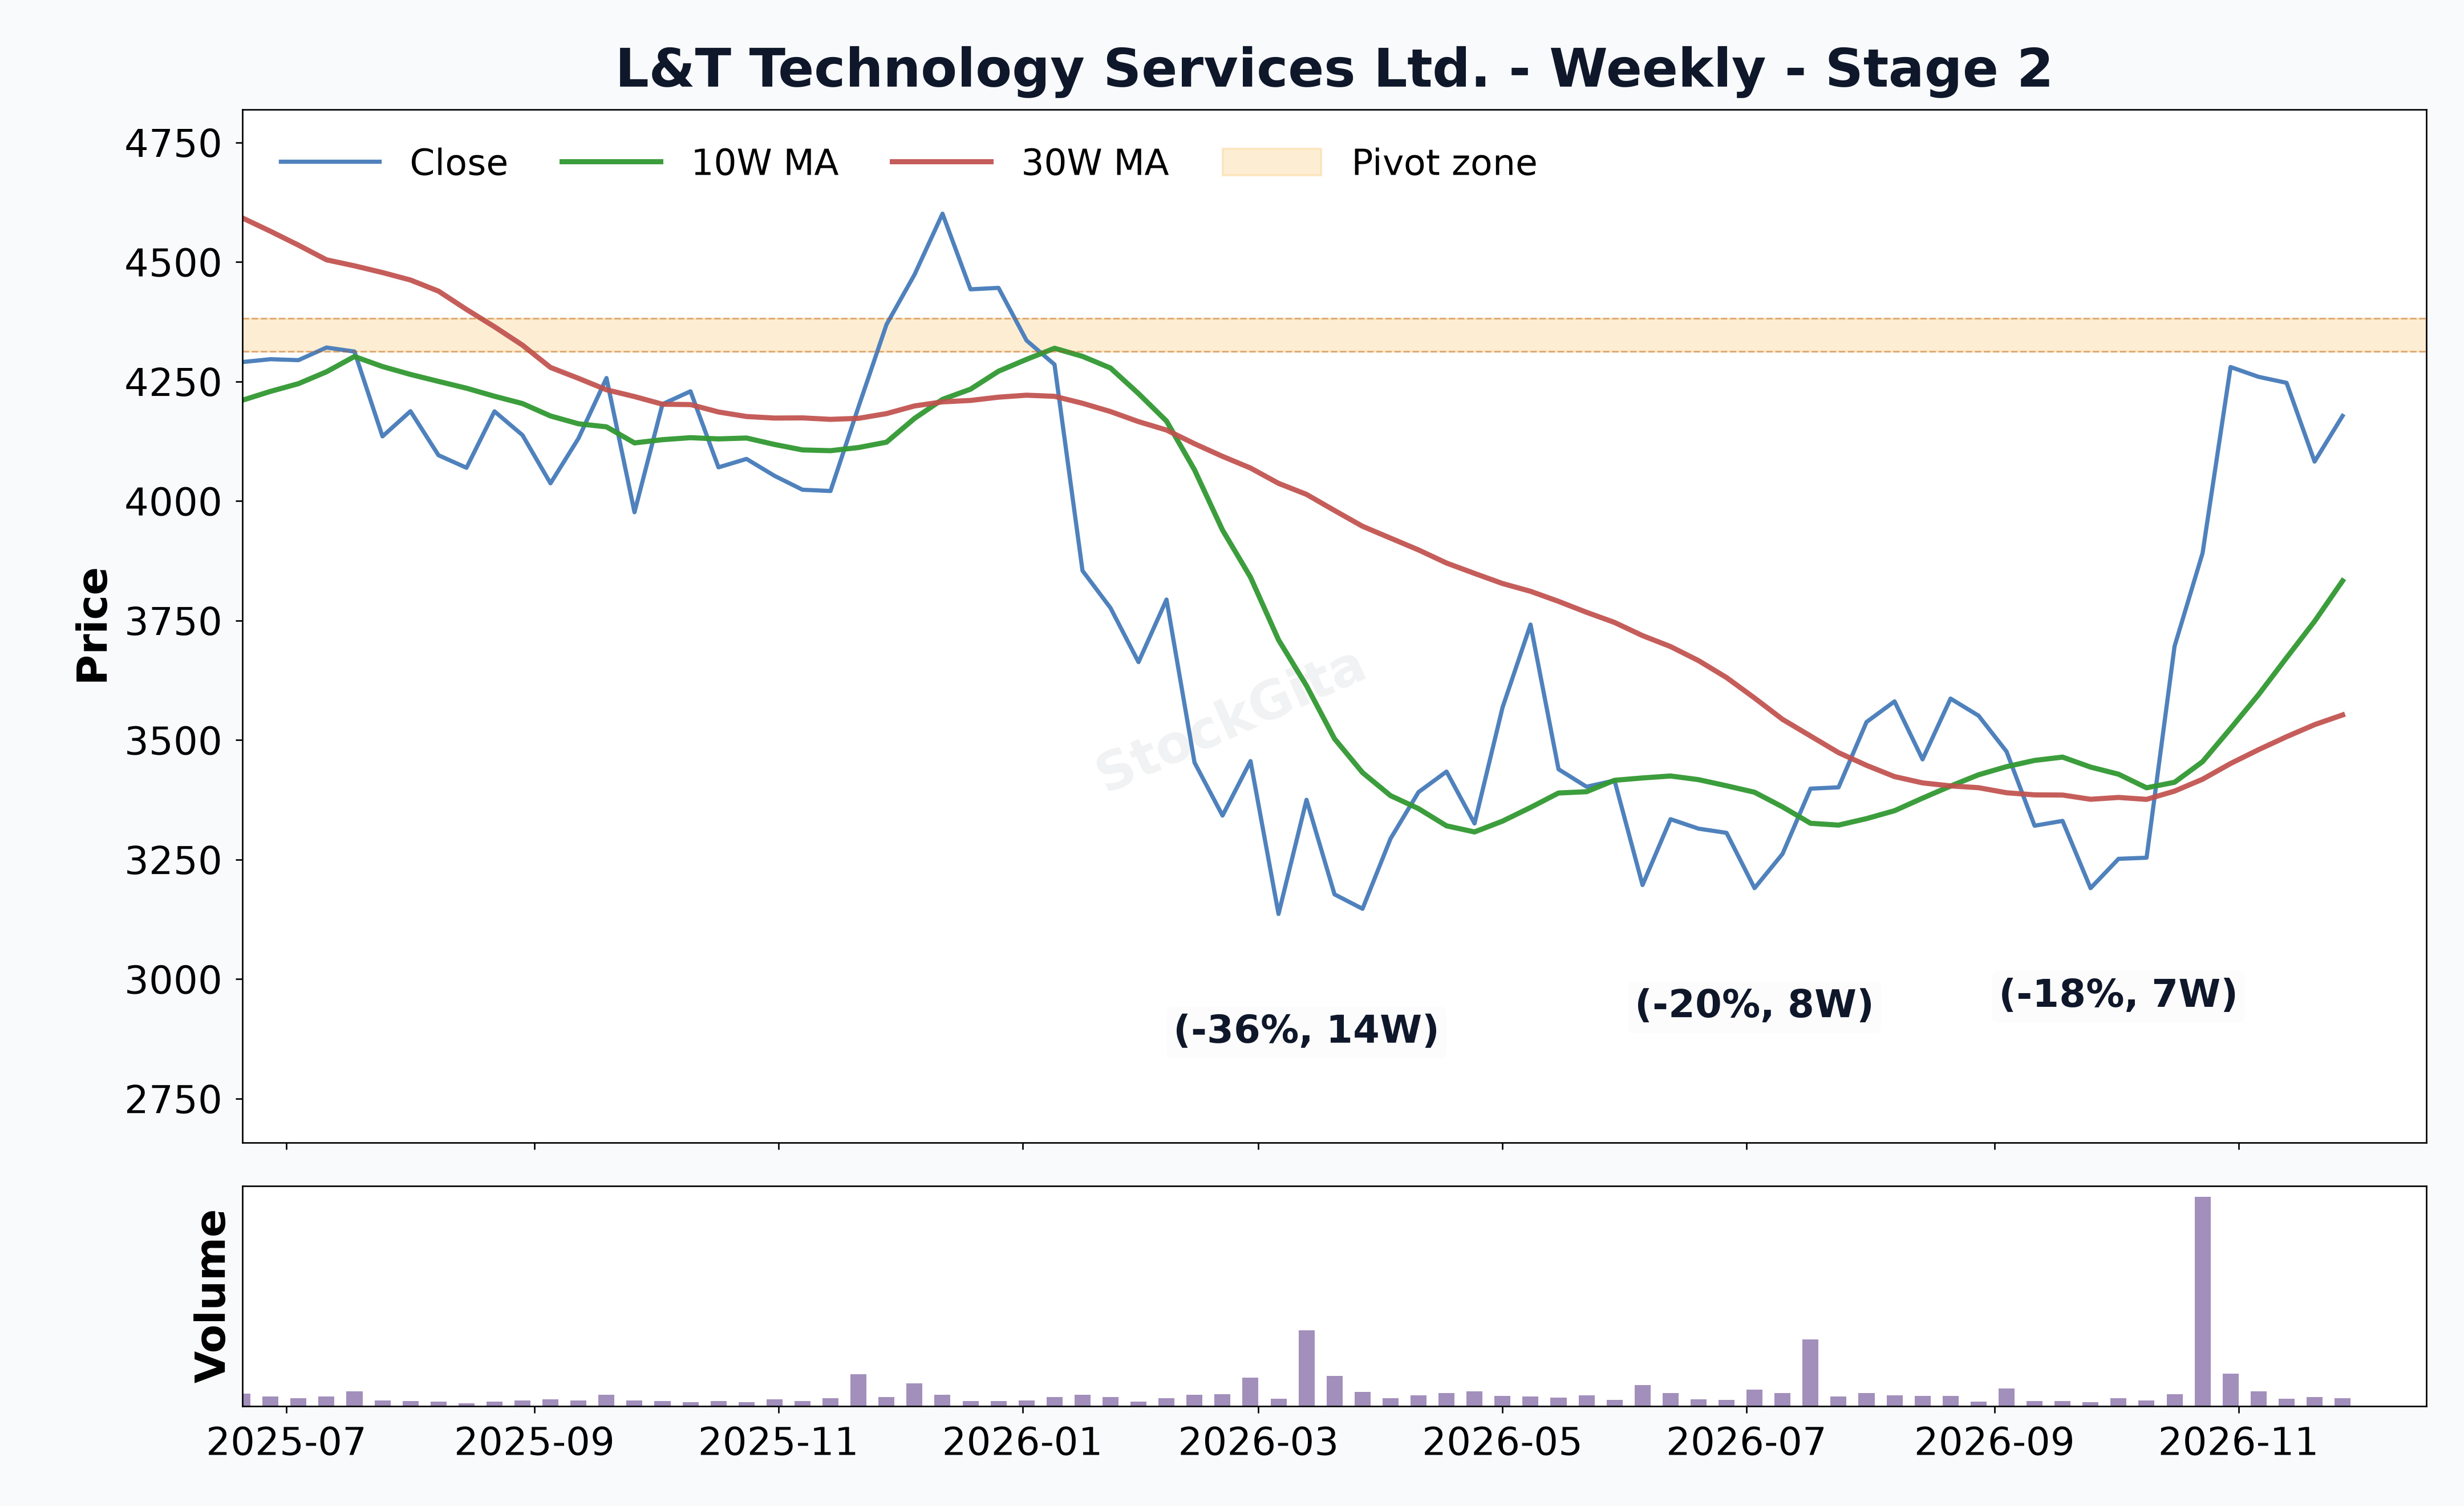 L&T Technology Services Ltd. - Weekly - Stage 2
Close 10W MA 30W MA Pivot zone
4750
4500
4250
4000
3750
3500
3250
3000
2750
Price
StockGita
(-36%, 14W)
(-20%, 8W)
(-18%, 7W)
Volume
2025-07 2025-09 2025-11 2026-01 2026-03 2026-05 2026-07 2026-09 2026-11